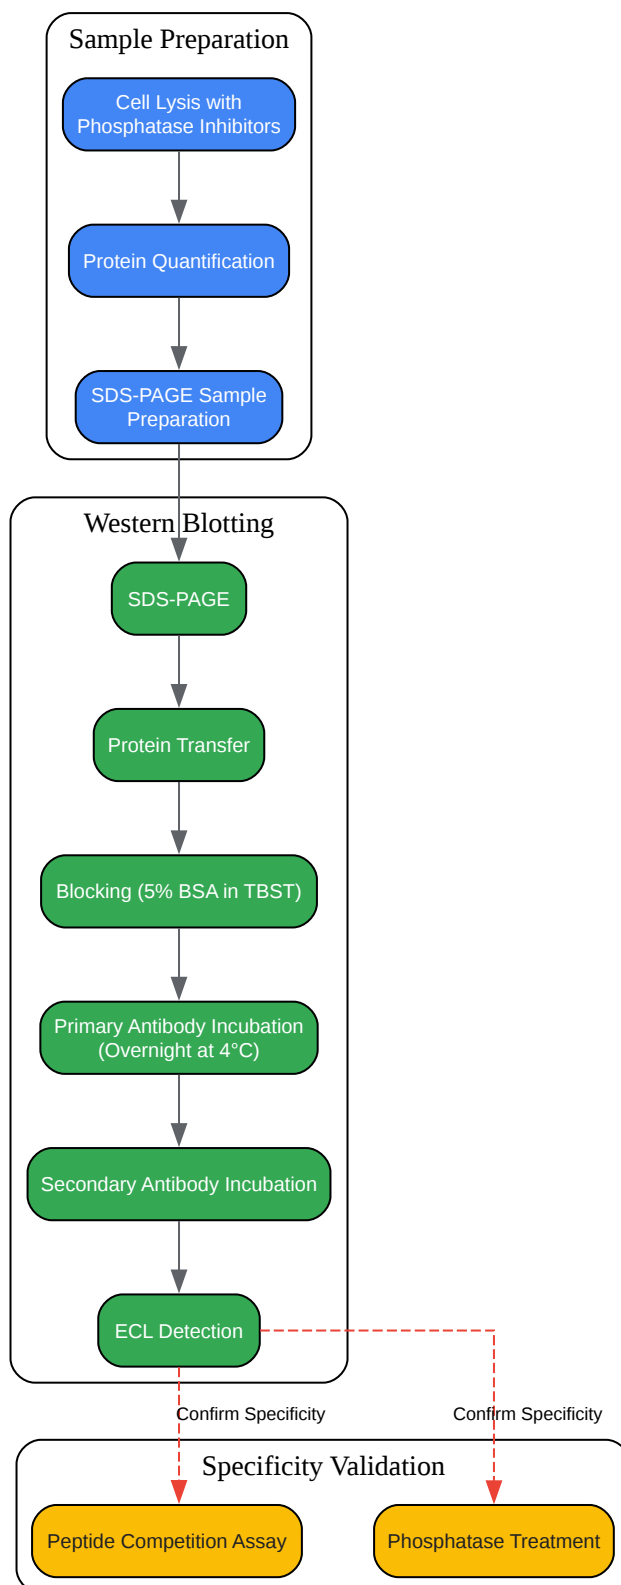 Sample Preparation
Cell Lysis with
Phosphatase Inhibitors
Protein Quantification
SDS-PAGE Sample
Preparation
Western Blotting
SDS-PAGE
Protein Transfer
Blocking (5% BSA in TBST)
Primary Antibody Incubation
(Overnight at 4°C)
Secondary Antibody Incubation
ECL Detection
Confirm Specificity
Confirm Specificity
Specificity Validation
Peptide Competition Assay
Phosphatase Treatment